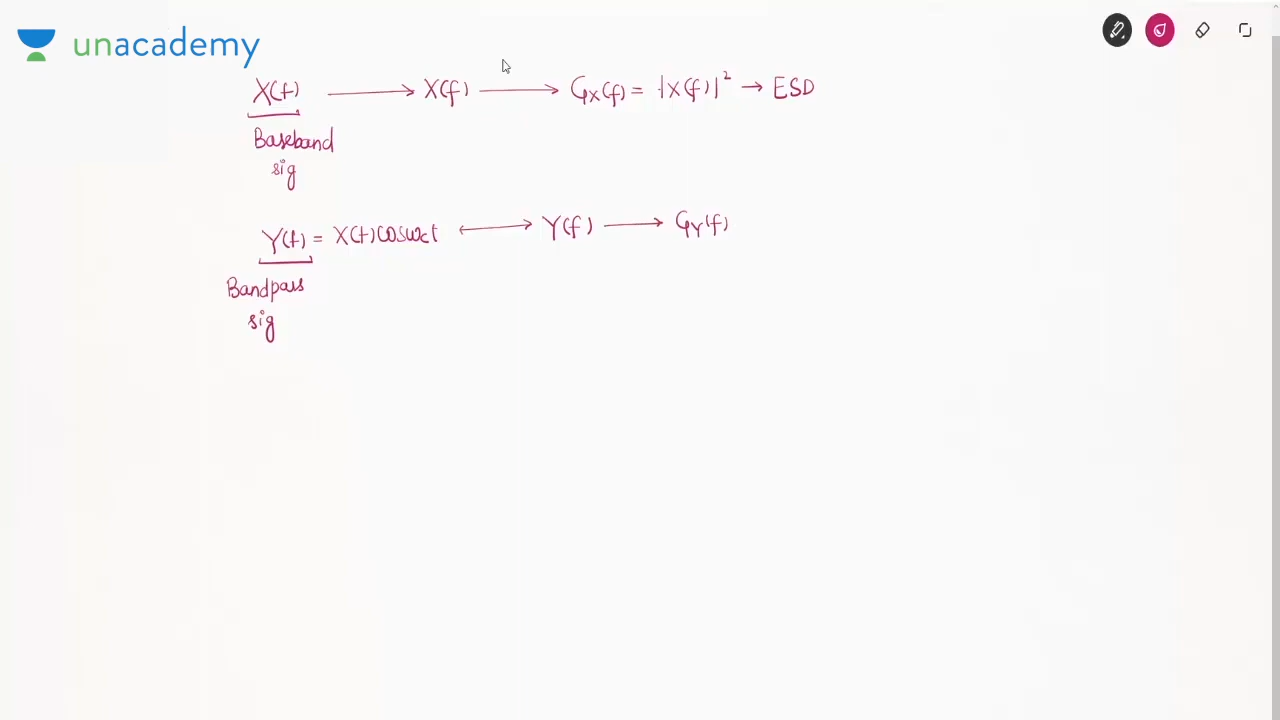 unacademy
X(t) ⟶ X(f) ⟶ Gx(f) = |X(f)|² → ESD
Baseband
sig
Y(t) = X(t) cosωct ⟷ Y(f) ⟶ GY(f)
Bandpass
sig